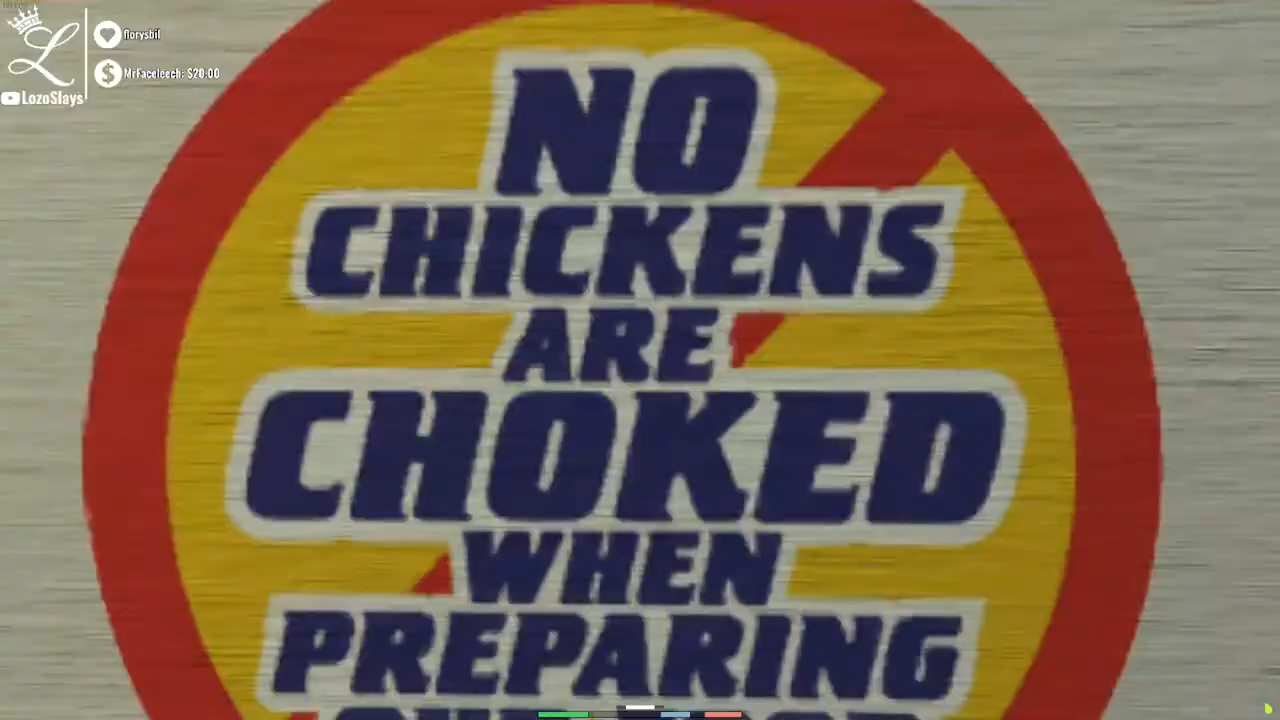 L
florysbil
MrFaceleech: $20.00
LozoSlays
NO
CHICKENS
ARE
CHOKED
WHEN
PREPARING